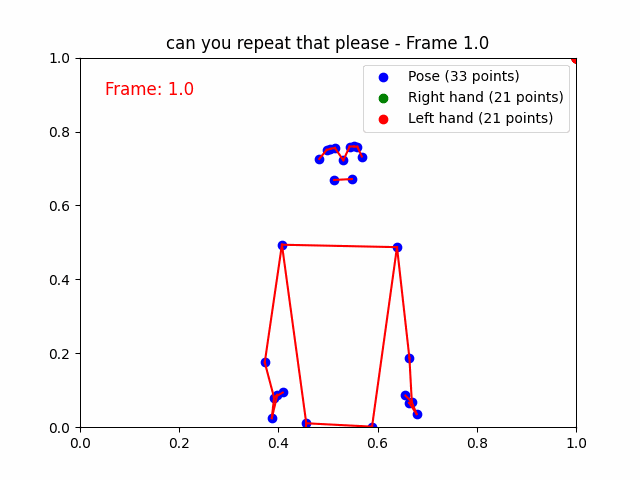 can you repeat that please - Frame 1.0
Frame: 1.0
Pose (33 points)
Right hand (21 points)
Left hand (21 points)
1.0
0.8
0.6
0.4
0.2
0.0
0.0 0.2 0.4 0.6 0.8 1.0